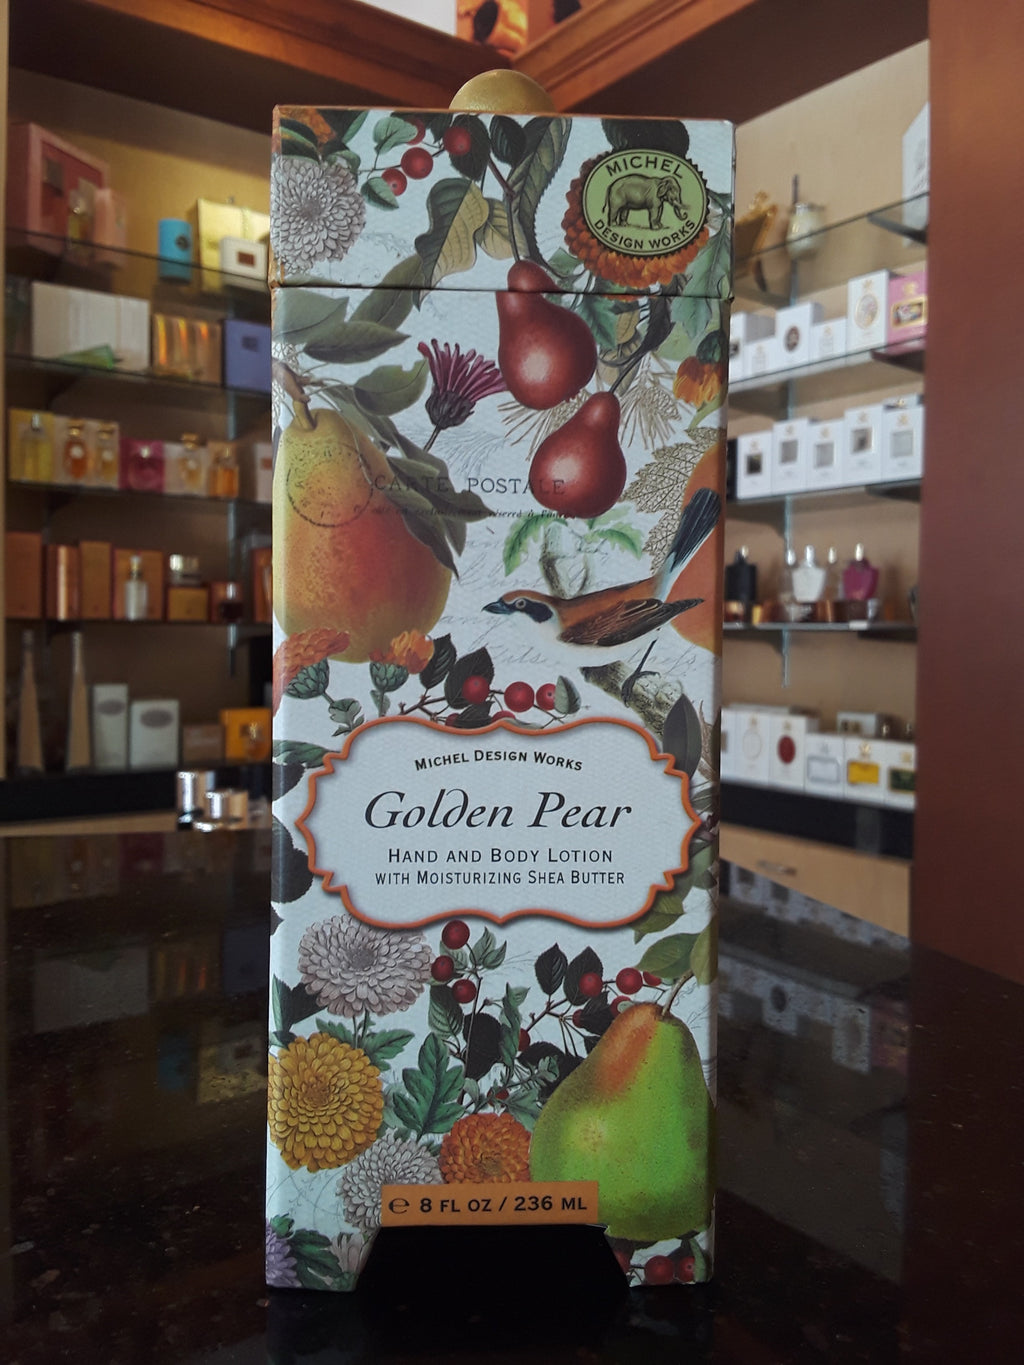 MICHEL
DESIGN WORKS
CARTE POSTALE
MICHEL DESIGN WORKS
Golden Pear
HAND AND BODY LOTION
WITH MOISTURIZING SHEA BUTTER
℮ 8 FL OZ / 236 ML